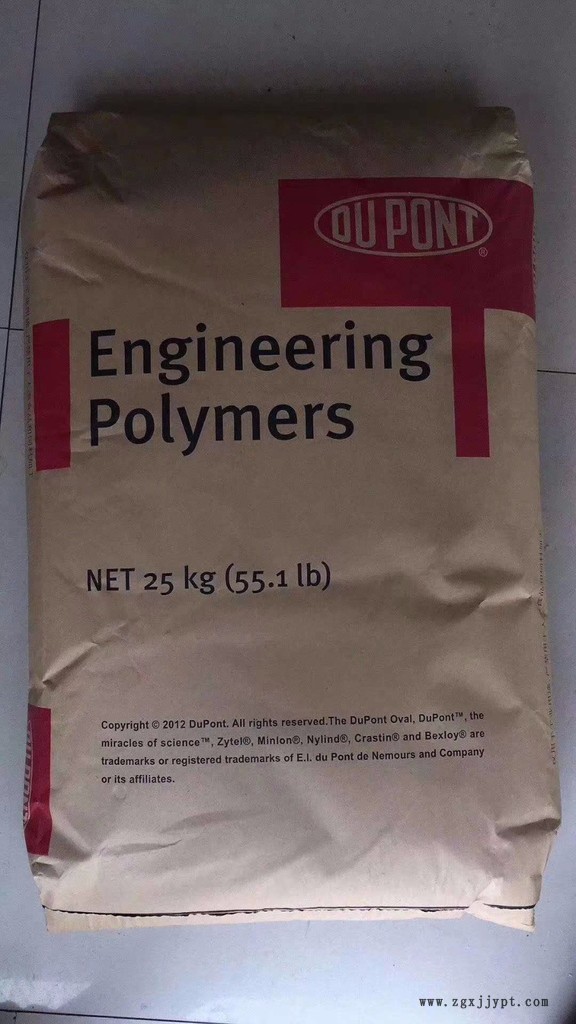 DU PONT
®
Engineering
Polymers
NET 25 kg (55.1 lb)
Copyright © 2012 DuPont. All rights reserved.The DuPont Oval, DuPont™, the
miracles of science™, Zytel®, Minlon®, Nylind®, Crastin® and Bexloy® are
trademarks or registered trademarks of E.I. du Pont de Nemours and Company
or its affiliates.
www.zgxjjypt.com